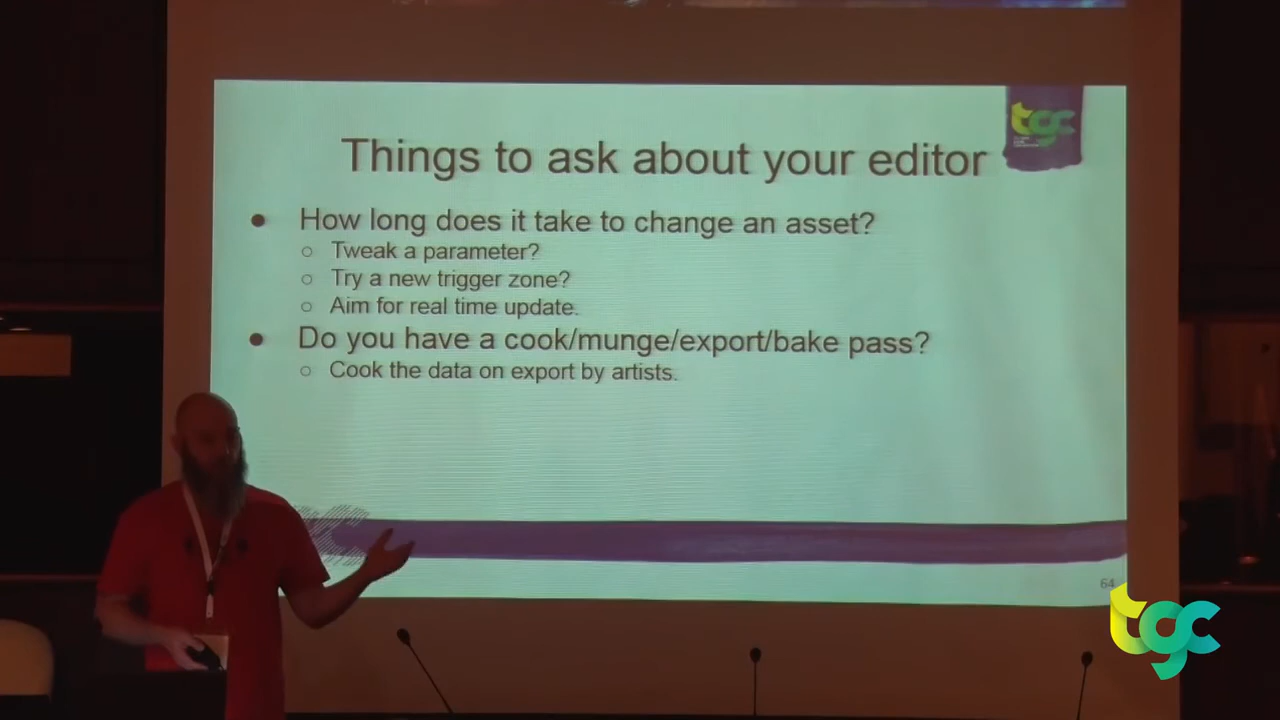 tgc
Things to ask about your editor
● How long does it take to change an asset?
○ Tweak a parameter?
○ Try a new trigger zone?
○ Aim for real time update.
● Do you have a cook/munge/export/bake pass?
○ Cook the data on export by artists.
64
tgc